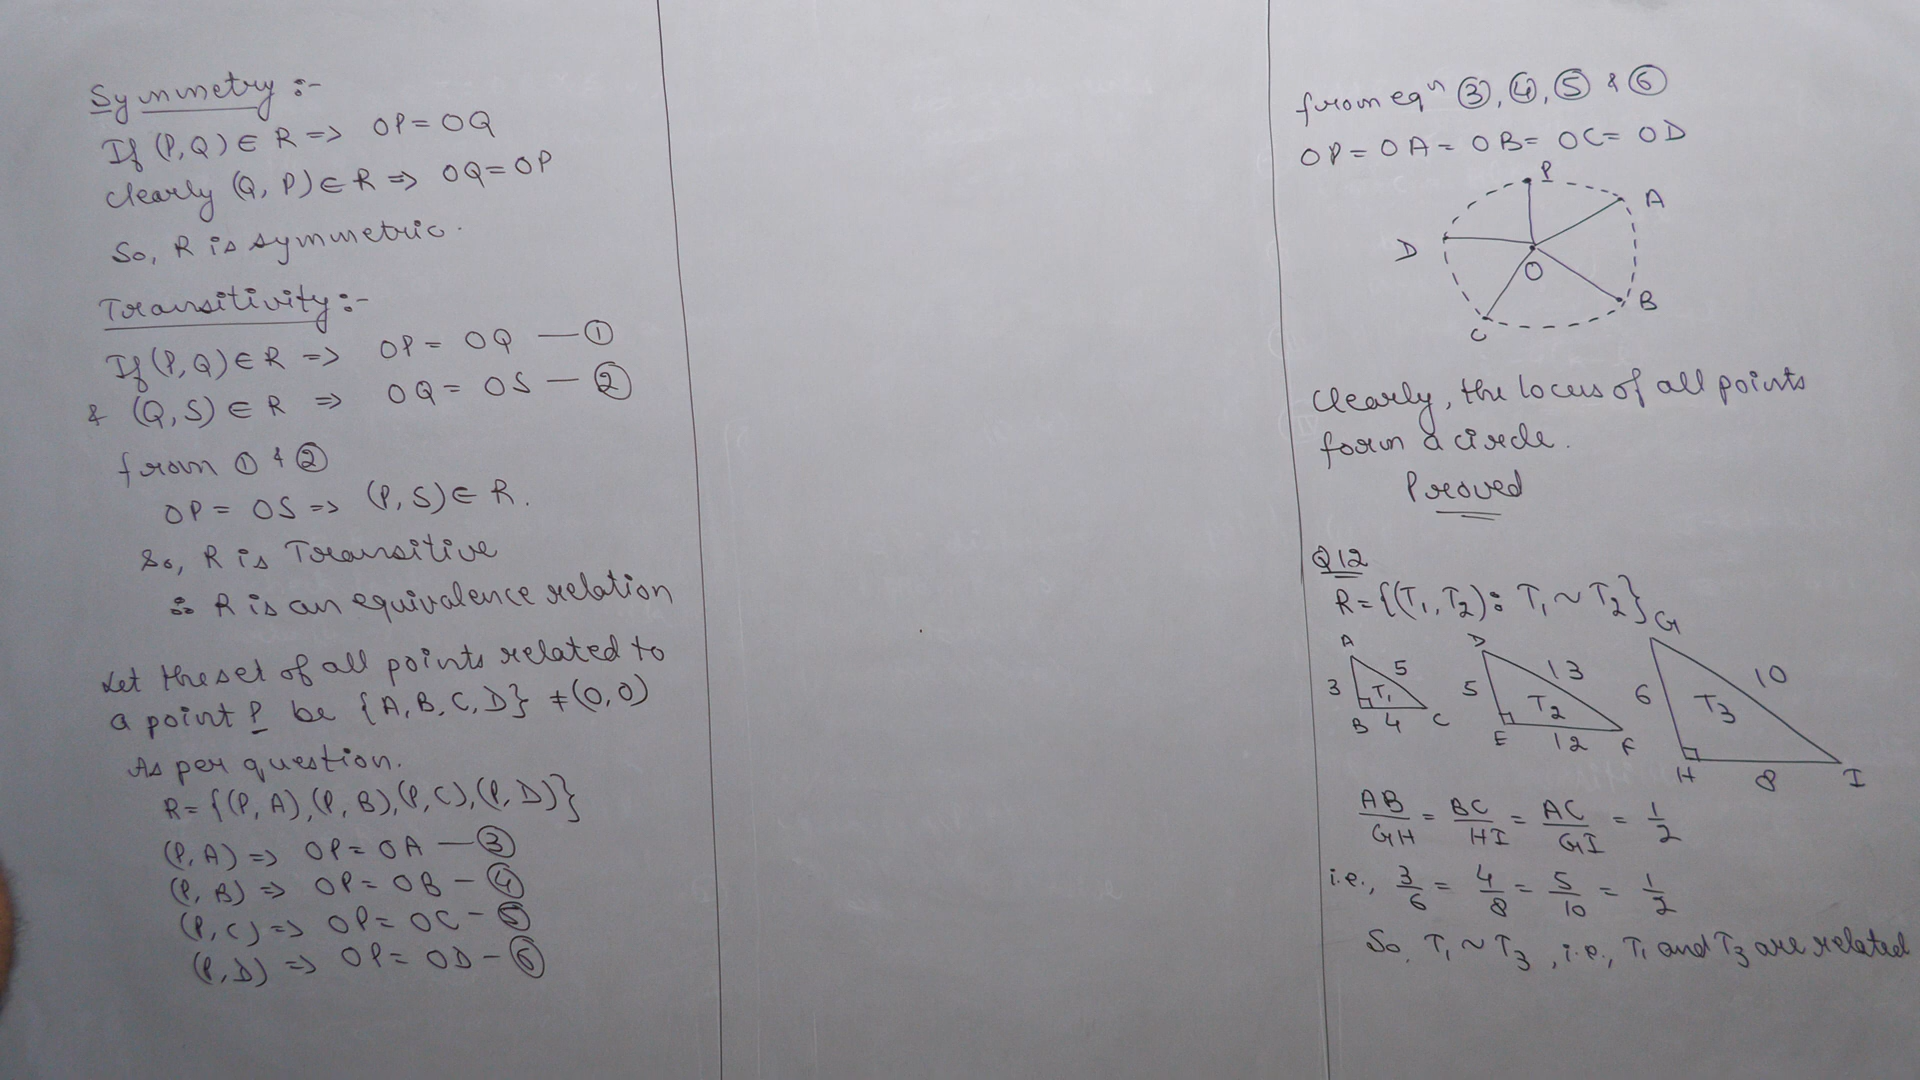 Symmetry :-
If (P,Q) ∈ R => OP = OQ
clearly (Q, P) ∈ R => OQ = OP
So, R is symmetric.
Transitivity :-
If (P,Q) ∈ R => OP = OQ — ①
& (Q,S) ∈ R => OQ = OS — ②
from ① & ②
OP = OS => (P,S) ∈ R.
So, R is Transitive
∴ R is an equivalence relation
Let the set of all points related to
a point P be {A, B, C, D} ≠ (0,0)
As per question.
R = {(P, A), (P, B), (P, C), (P, D)}
(P, A) => OP = OA — ③
(P, B) => OP = OB — ④
(P, C) => OP = OC — ⑤
(P, D) => OP = OD — ⑥
from eqⁿ ③, ④, ⑤ & ⑥
OP = OA = OB = OC = OD
P
A
D
O
B
C
Clearly, the locus of all points
form a circle.
Proved
Q12
R = {(T₁, T₂) : T₁ ~ T₂}
A 3 5 T₁ B 4 C
D 5 13 T₂ E 12 F
G 6 10 T₃ H 8 I
AB/GH = BC/HI = AC/GI = 1/2
i.e., 3/6 = 4/8 = 5/10 = 1/2
So, T₁ ~ T₃, i.e., T₁ and T₃ are related